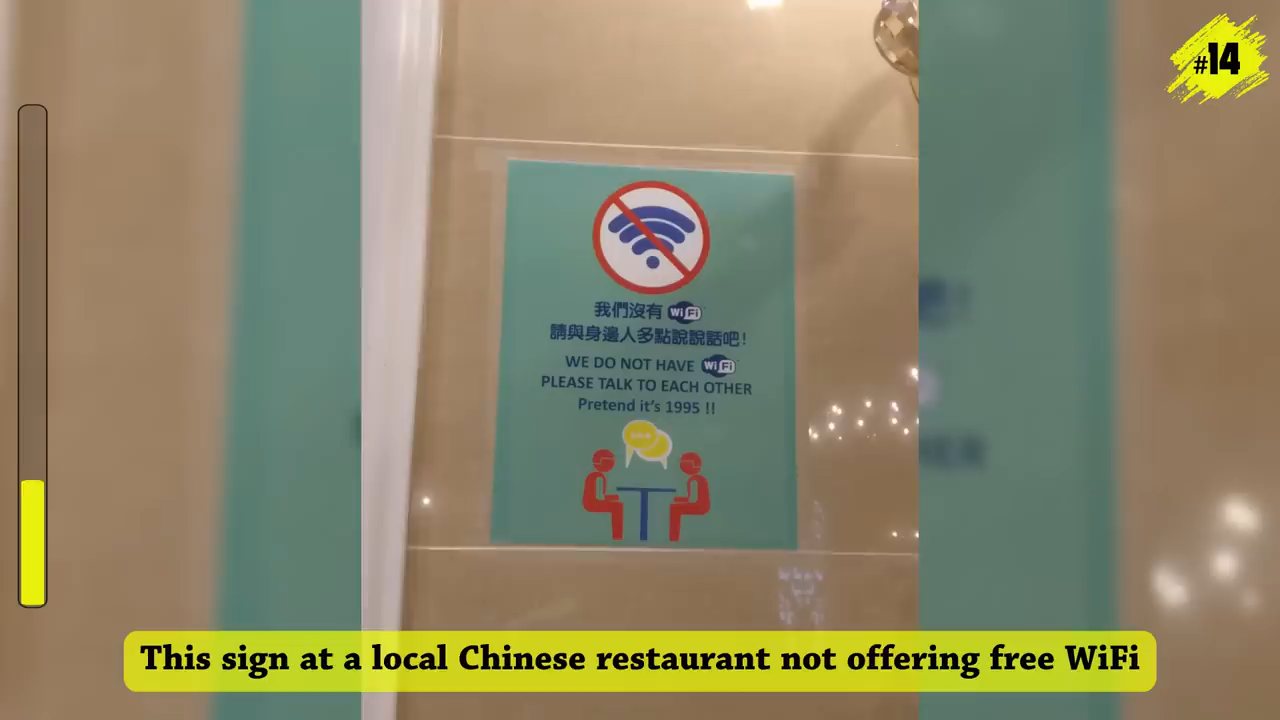 #14
我們沒有 WiFi
請與身邊人多點說說話吧!
WE DO NOT HAVE WiFi
PLEASE TALK TO EACH OTHER
Pretend it's 1995 !!
This sign at a local Chinese restaurant not offering free WiFi